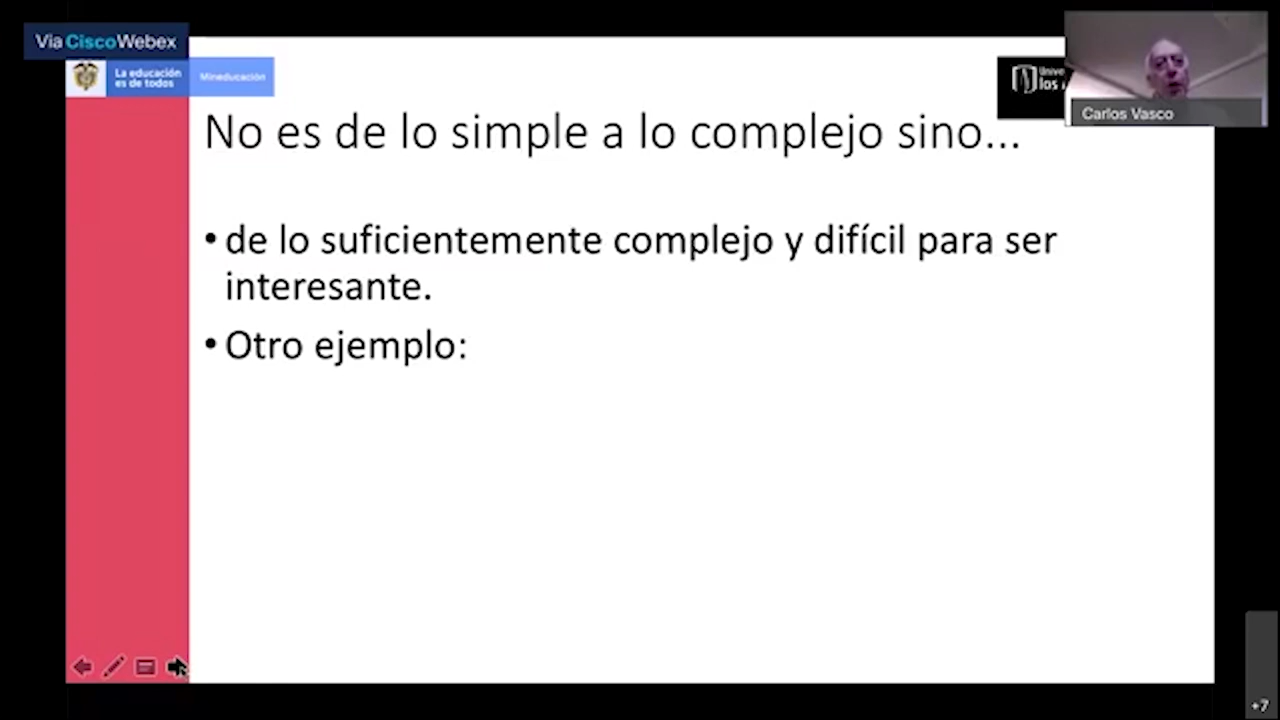 Vía CiscoWebex
La educación
es de todos
Mineducación
Carlos Vasco
No es de lo simple a lo complejo sino...
• de lo suficientemente complejo y difícil para ser
interesante.
• Otro ejemplo:
+7